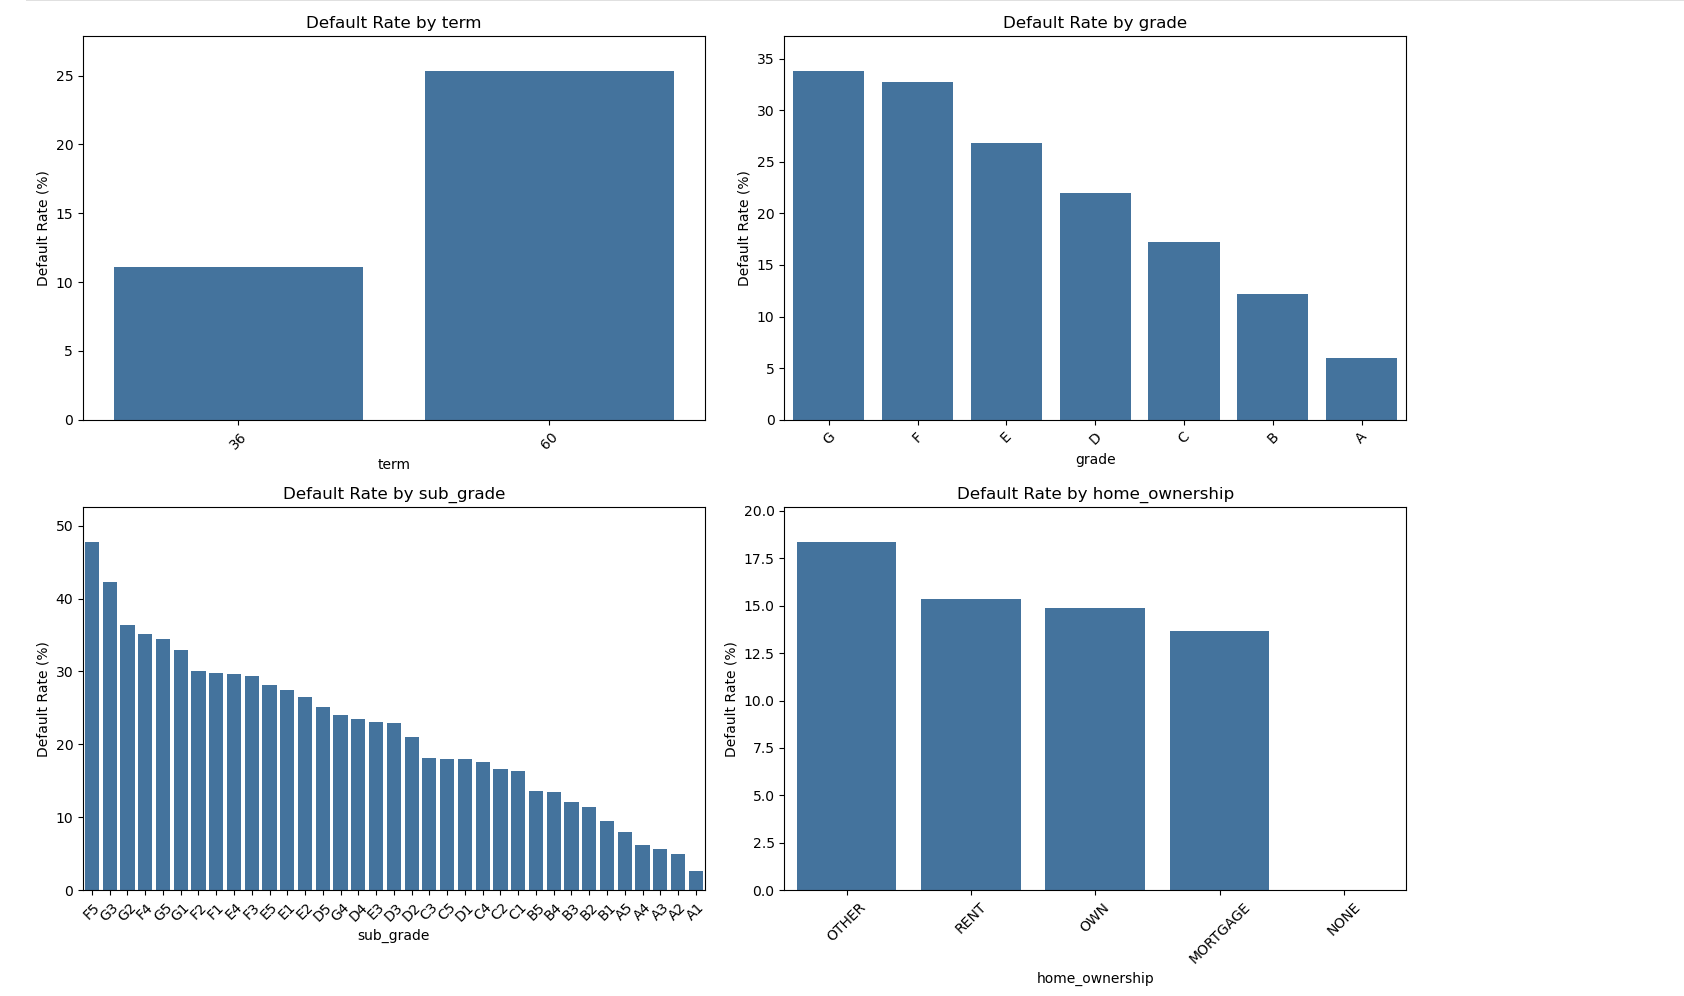 Default Rate by term
Default Rate (%)
25
20
15
10
5
0
36
60
term
Default Rate by grade
Default Rate (%)
35
30
25
20
15
10
5
0
G
F
E
D
C
B
A
grade
Default Rate by sub_grade
Default Rate (%)
50
40
30
20
10
0
F5
G3
G2
F4
G5
G1
F2
F1
E4
F3
E5
E1
E2
D5
G4
D4
E3
D3
D2
C3
C5
D1
C4
C2
C1
B5
B4
B3
B2
B1
A5
A4
A3
A2
A1
sub_grade
Default Rate by home_ownership
Default Rate (%)
20.0
17.5
15.0
12.5
10.0
7.5
5.0
2.5
0.0
OTHER
RENT
OWN
MORTGAGE
NONE
home_ownership